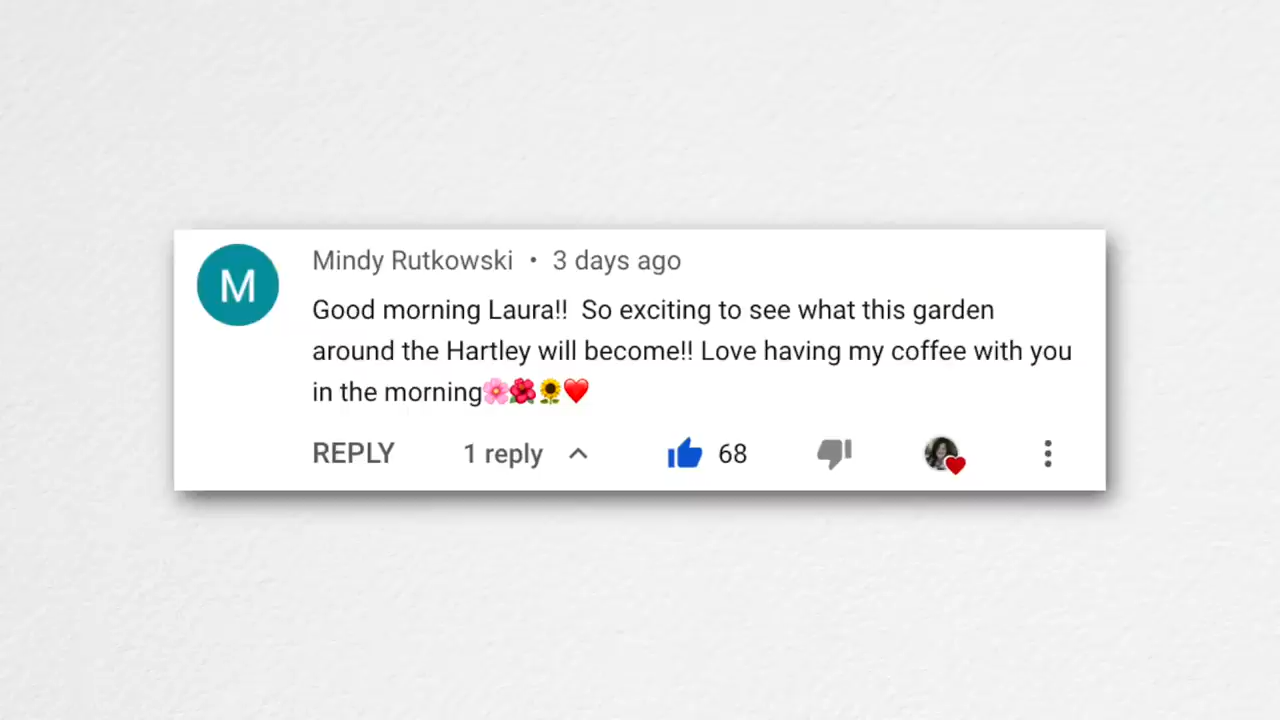 M
Mindy Rutkowski • 3 days ago
Good morning Laura!!  So exciting to see what this garden
around the Hartley will become!! Love having my coffee with you
in the morning🌸🌺🌻❤️
REPLY 1 reply 68